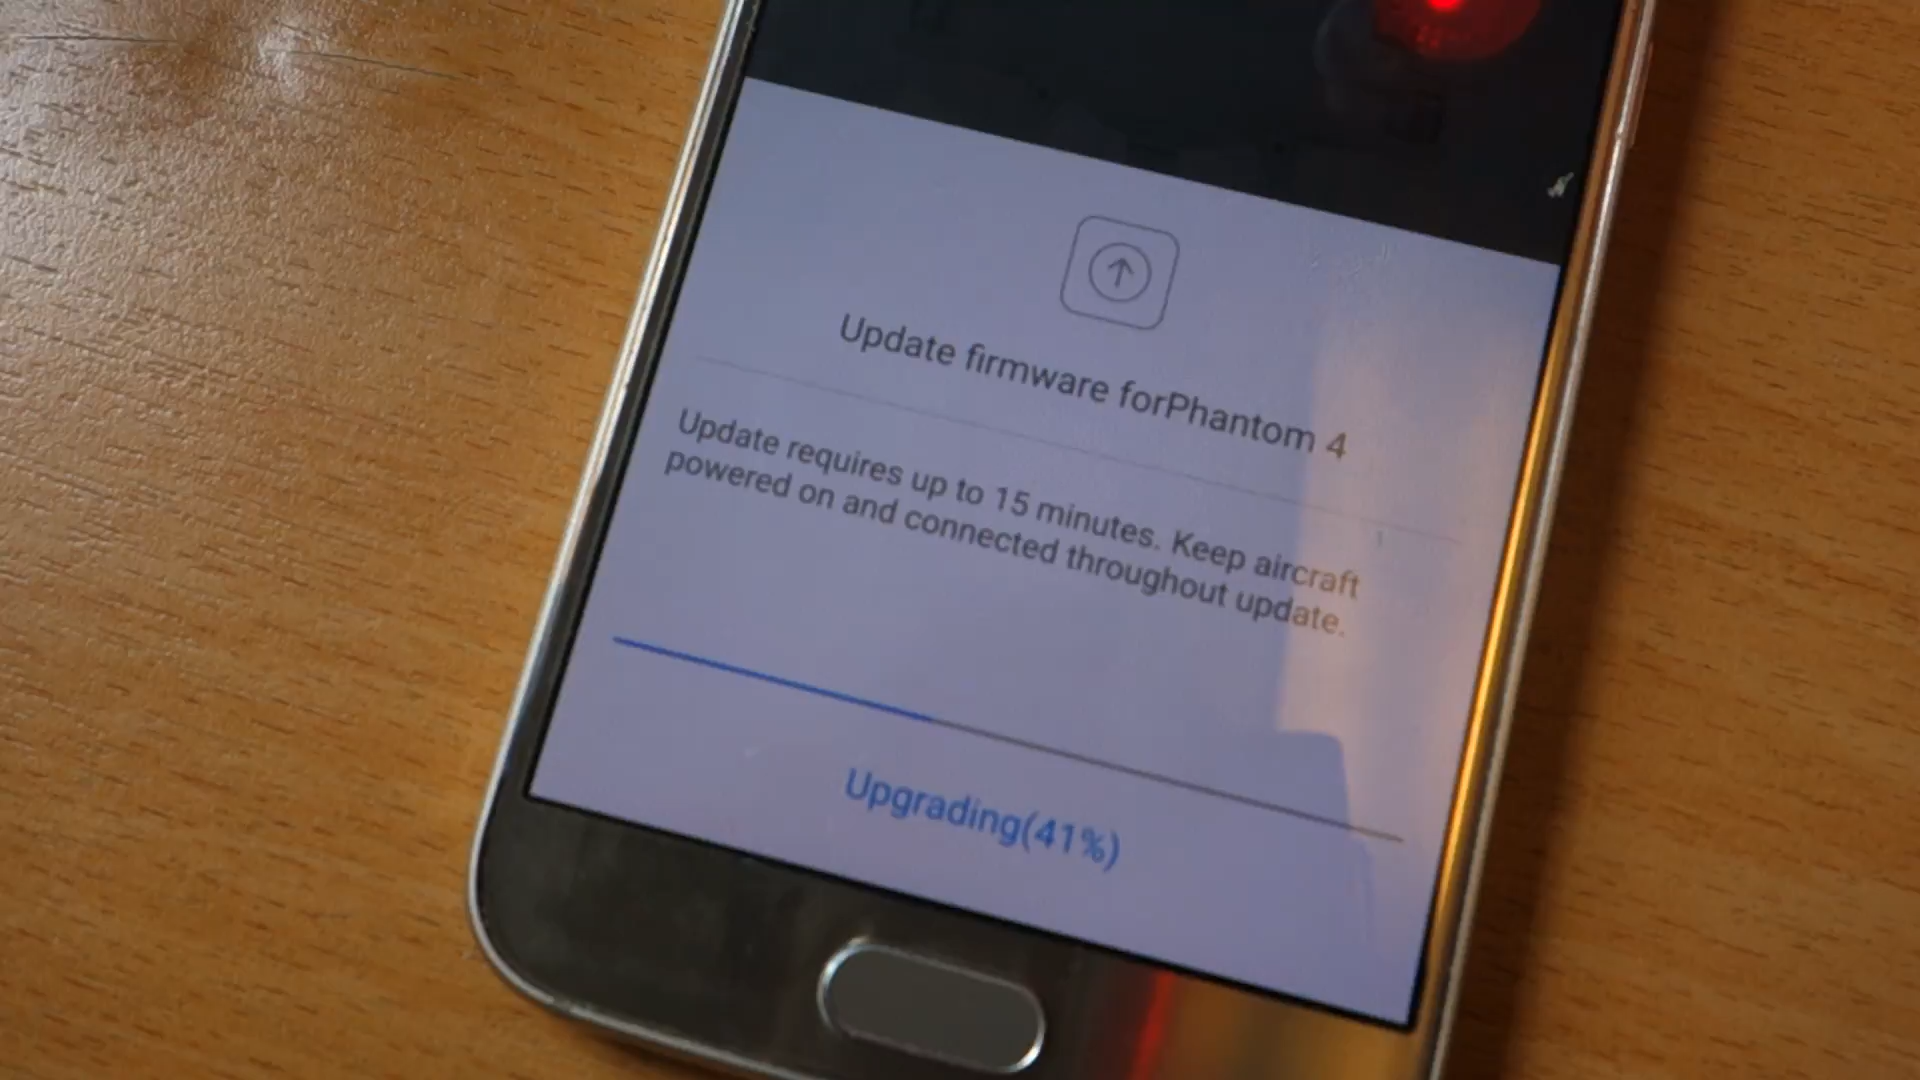 Update firmware forPhantom 4
Update requires up to 15 minutes. Keep aircraft
powered on and connected throughout update.
Upgrading(41%)